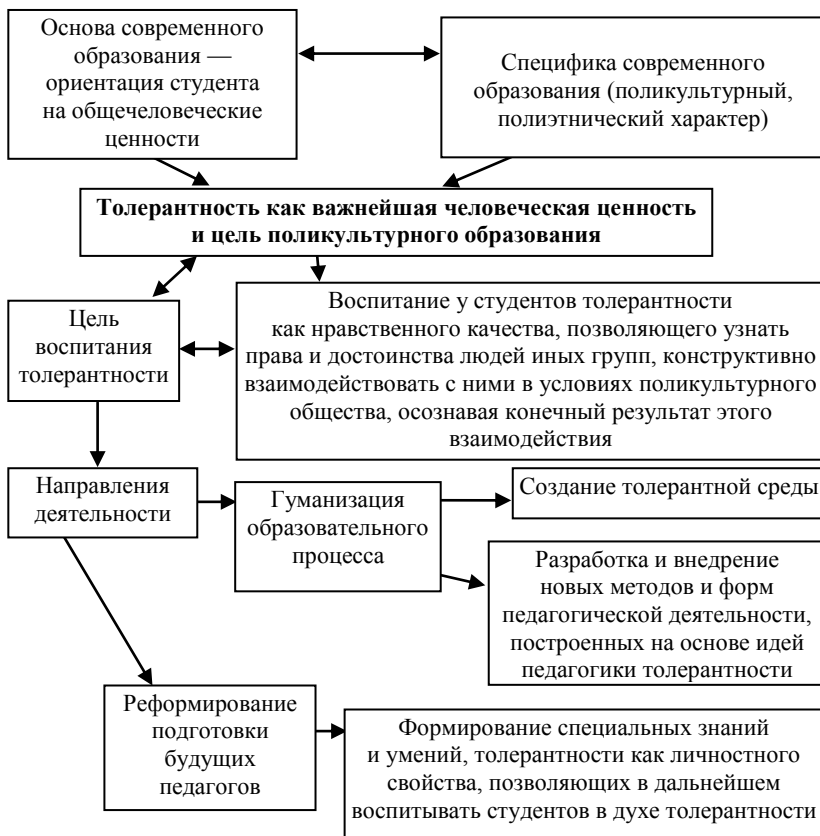 Основа современного
образования —
ориентация студента
на общечеловеческие
ценности
Специфика современного
образования (поликультурный,
полиэтнический характер)
Толерантность как важнейшая человеческая ценность
и цель поликультурного образования
Цель
воспитания
толерантности
Воспитание у студентов толерантности
как нравственного качества, позволяющего узнать
права и достоинства людей иных групп, конструктивно
взаимодействовать с ними в условиях поликультурного
общества, осознавая конечный результат этого
взаимодействия
Направления
деятельности
Гуманизация
образовательного
процесса
Создание толерантной среды
Разработка и внедрение
новых методов и форм
педагогической деятельности,
построенных на основе идей
педагогики толерантности
Реформирование
подготовки
будущих
педагогов
Формирование специальных знаний
и умений, толерантности как личностного
свойства, позволяющих в дальнейшем
воспитывать студентов в духе толерантности